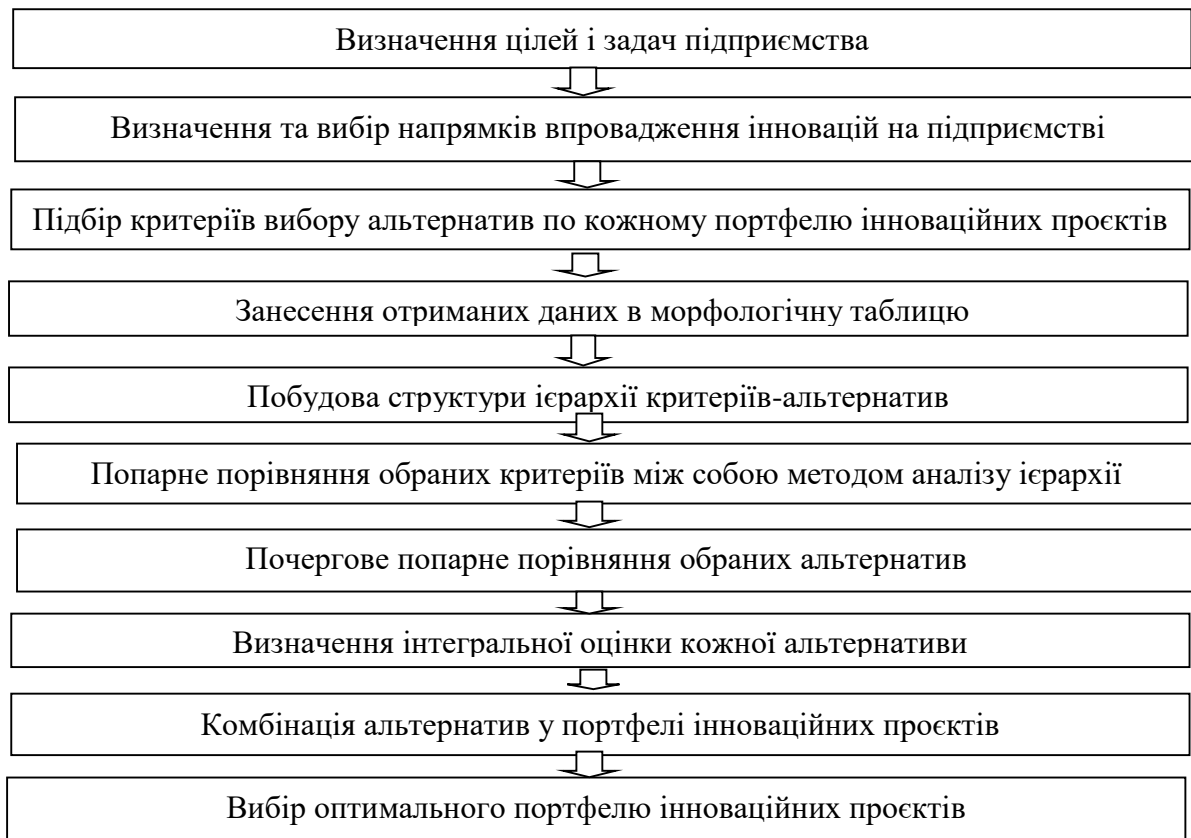 Визначення цілей і задач підприємства
Визначення та вибір напрямків впровадження інновацій на підприємстві
Підбір критеріїв вибору альтернатив по кожному портфелю інноваційних проєктів
Занесення отриманих даних в морфологічну таблицю
Побудова структури ієрархії критеріїв-альтернатив
Попарне порівняння обраних критеріїв між собою методом аналізу ієрархії
Почергове попарне порівняння обраних альтернатив
Визначення інтегральної оцінки кожної альтернативи
Комбінація альтернатив у портфелі інноваційних проєктів
Вибір оптимального портфелю інноваційних проєктів